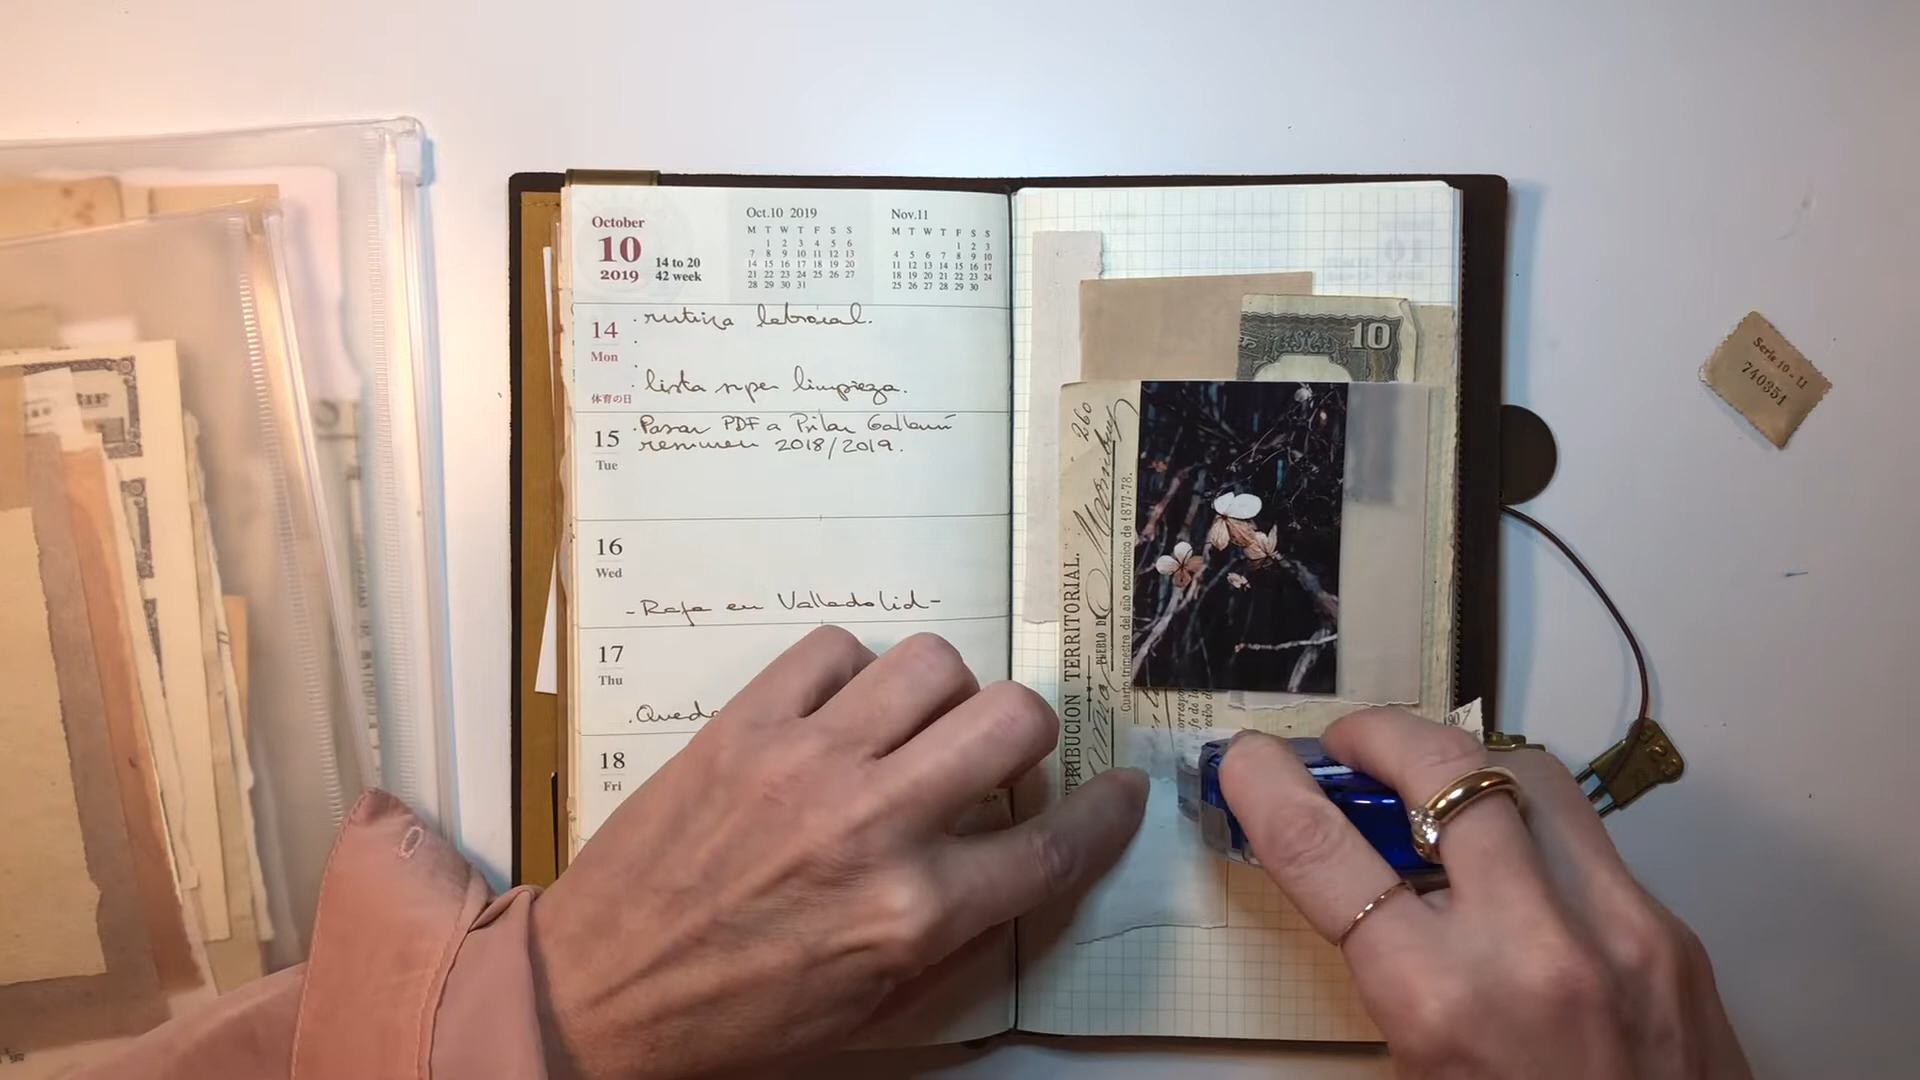 October
10
2019
14 to 20
42 week
Oct.10 2019
M T W T F S S
1 2 3 4 5 6
7 8 9 10 11 12 13
14 15 16 17 18 19 20
21 22 23 24 25 26 27
28 29 30 31
Nov.11
M T W T F S S
1 2 3
4 5 6 7 8 9 10
11 12 13 14 15 16 17
18 19 20 21 22 23 24
25 26 27 28 29 30
14
Mon
体育の日
. rutina laboral.
. lista super limpieza.
15
Tue
. Pasar PDF a Pilar
resumen 2018/2019.
16
Wed
- Rafa en Valladolid -
17
Thu
18
Fri
10
260
TRIBUCION TERRITORIAL.
PUEBLO DE
Cuarto trimestre del año económico de 1877-78.
Serie 10 - U
740351